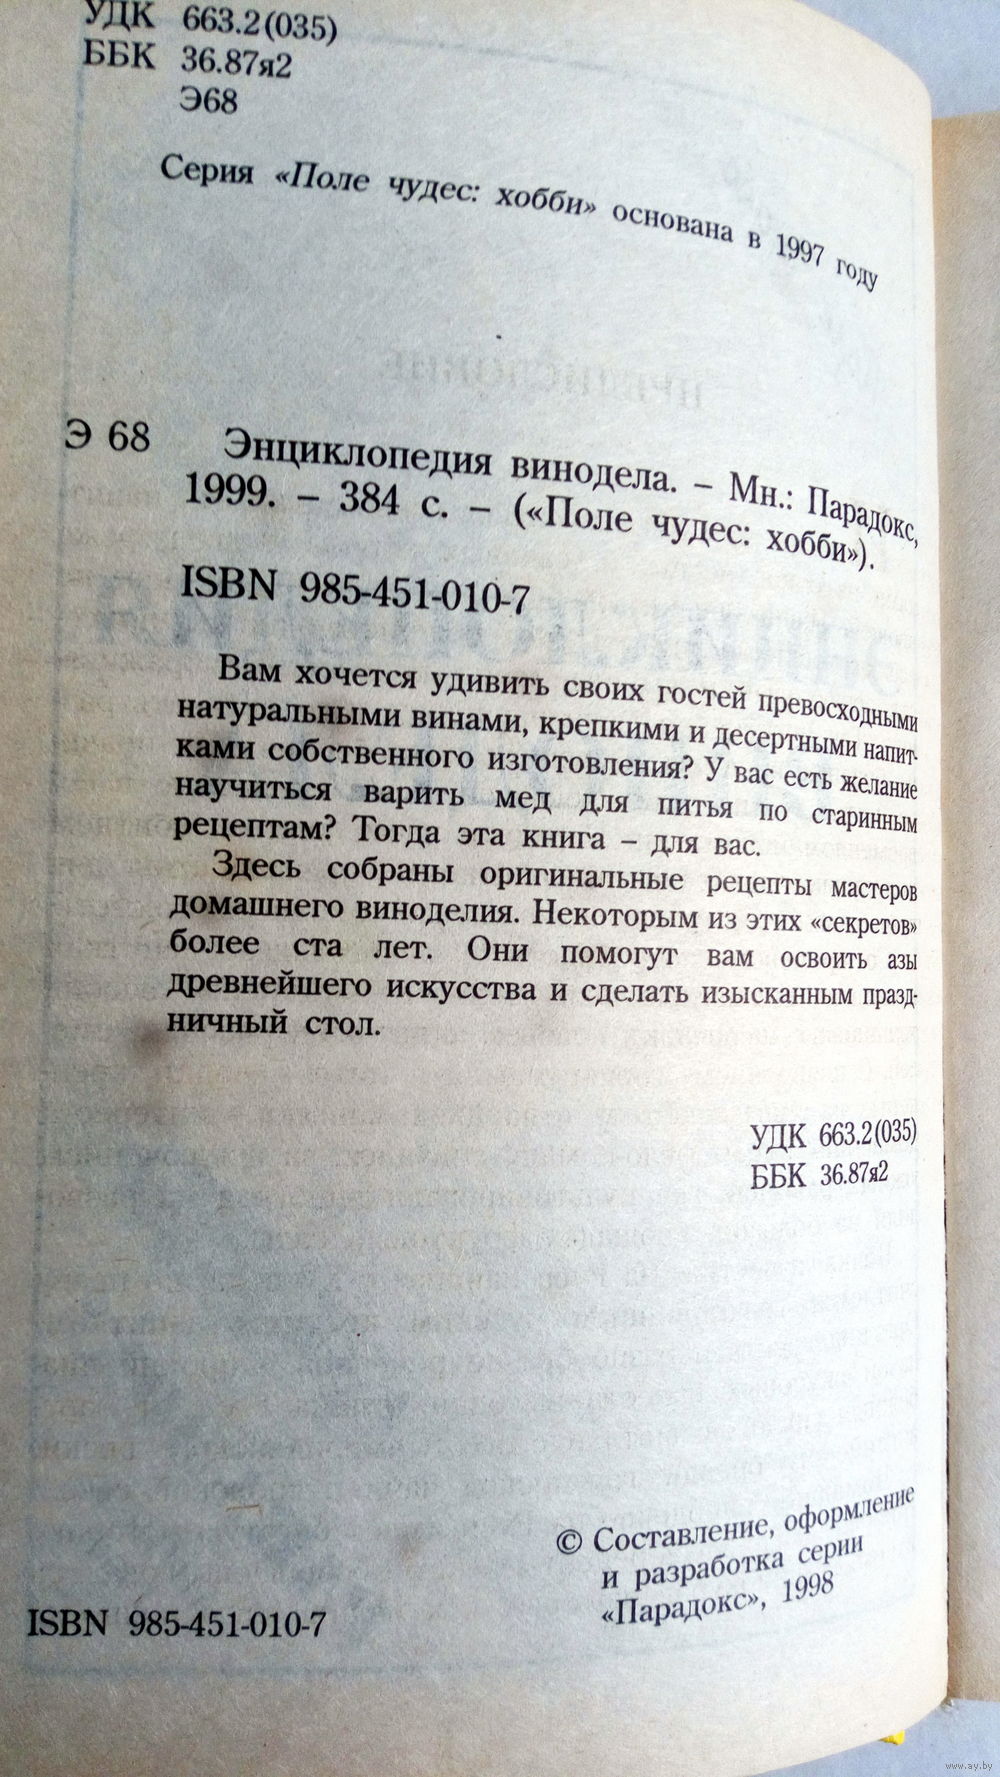 УДК 663.2(035)
ББК 36.87я2
Э68
Серия «Поле чудес: хобби» основана в 1997 году
Э 68 Энциклопедия винодела. – Мн.: Парадокс,
1999. – 384 с. – («Поле чудес: хобби»).
ISBN 985-451-010-7
Вам хочется удивить своих гостей превосходными
натуральными винами, крепкими и десертными напит-
ками собственного изготовления? У вас есть желание
научиться варить мед для питья по старинным
рецептам? Тогда эта книга – для вас.
Здесь собраны оригинальные рецепты мастеров
домашнего виноделия. Некоторым из этих «секретов»
более ста лет. Они помогут вам освоить азы
древнейшего искусства и сделать изысканным празд-
ничный стол.
УДК 663.2(035)
ББК 36.87я2
© Составление, оформление
и разработка серии
«Парадокс», 1998
ISBN 985-451-010-7
www.ay.by